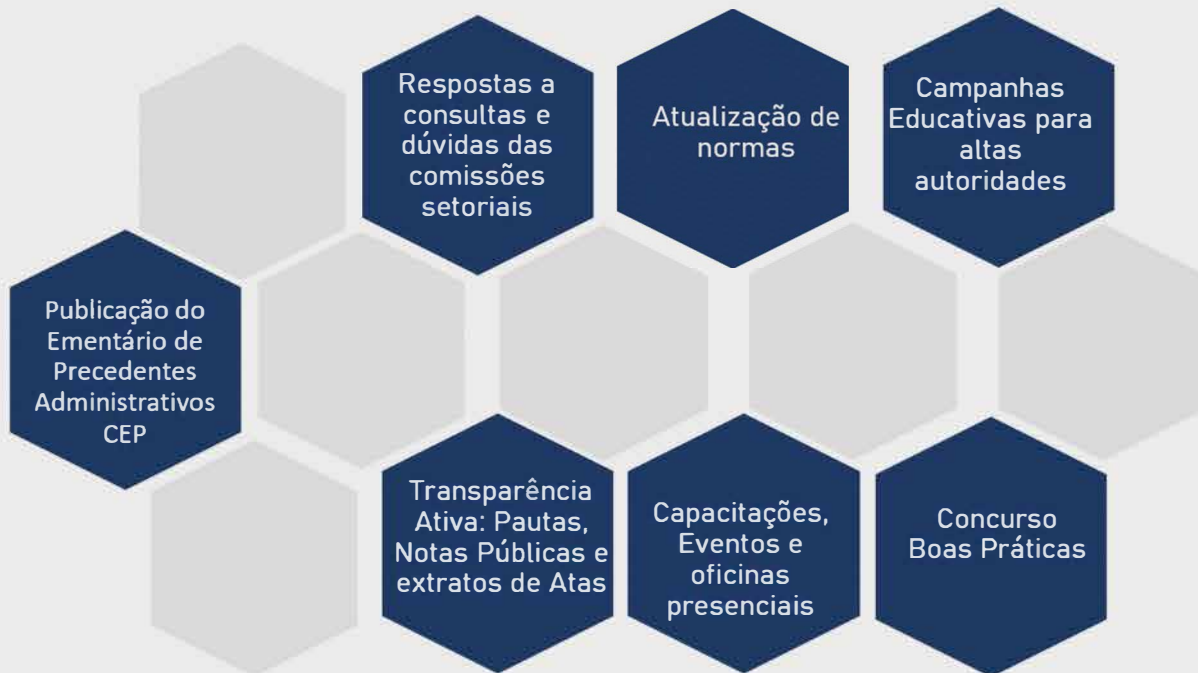 Respostas a
consultas e
dúvidas das
comissões
setoriais
Atualização de
normas
Campanhas
Educativas para
altas
autoridades
Publicação do
Ementário de
Precedentes
Administrativos
CEP
Transparência
Ativa: Pautas,
Notas Públicas e
extratos de Atas
Capacitações,
Eventos e
oficinas
presenciais
Concurso
Boas Práticas